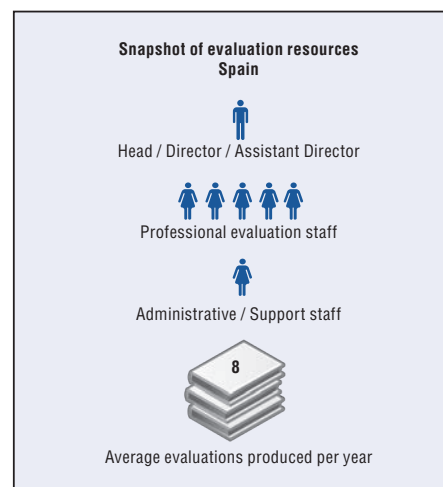 Snapshot of evaluation resources
Spain
Head / Director / Assistant Director
Professional evaluation staff
Administrative / Support staff
8
Average evaluations produced per year